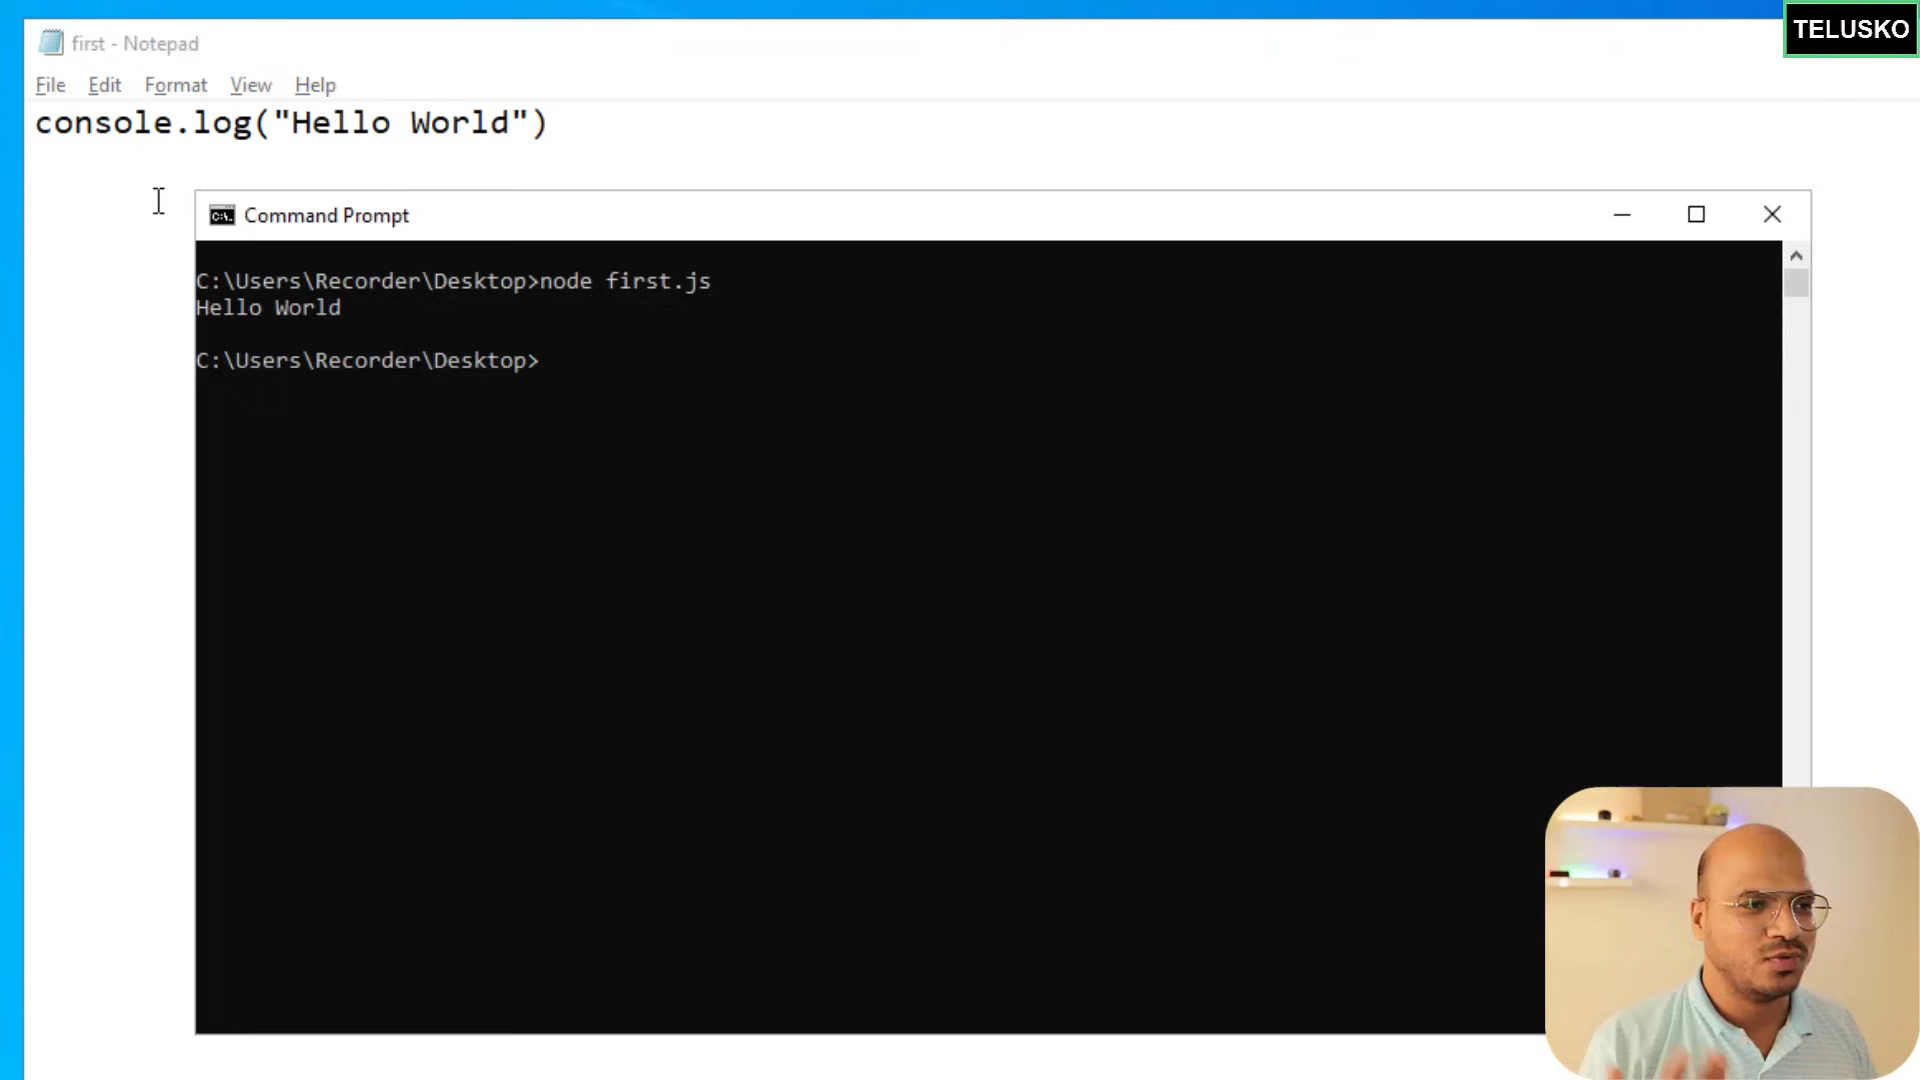 TELUSKO
first - Notepad
File Edit Format View Help
console.log("Hello World")
Command Prompt
C:\Users\Recorder\Desktop>node first.js
Hello World
C:\Users\Recorder\Desktop>